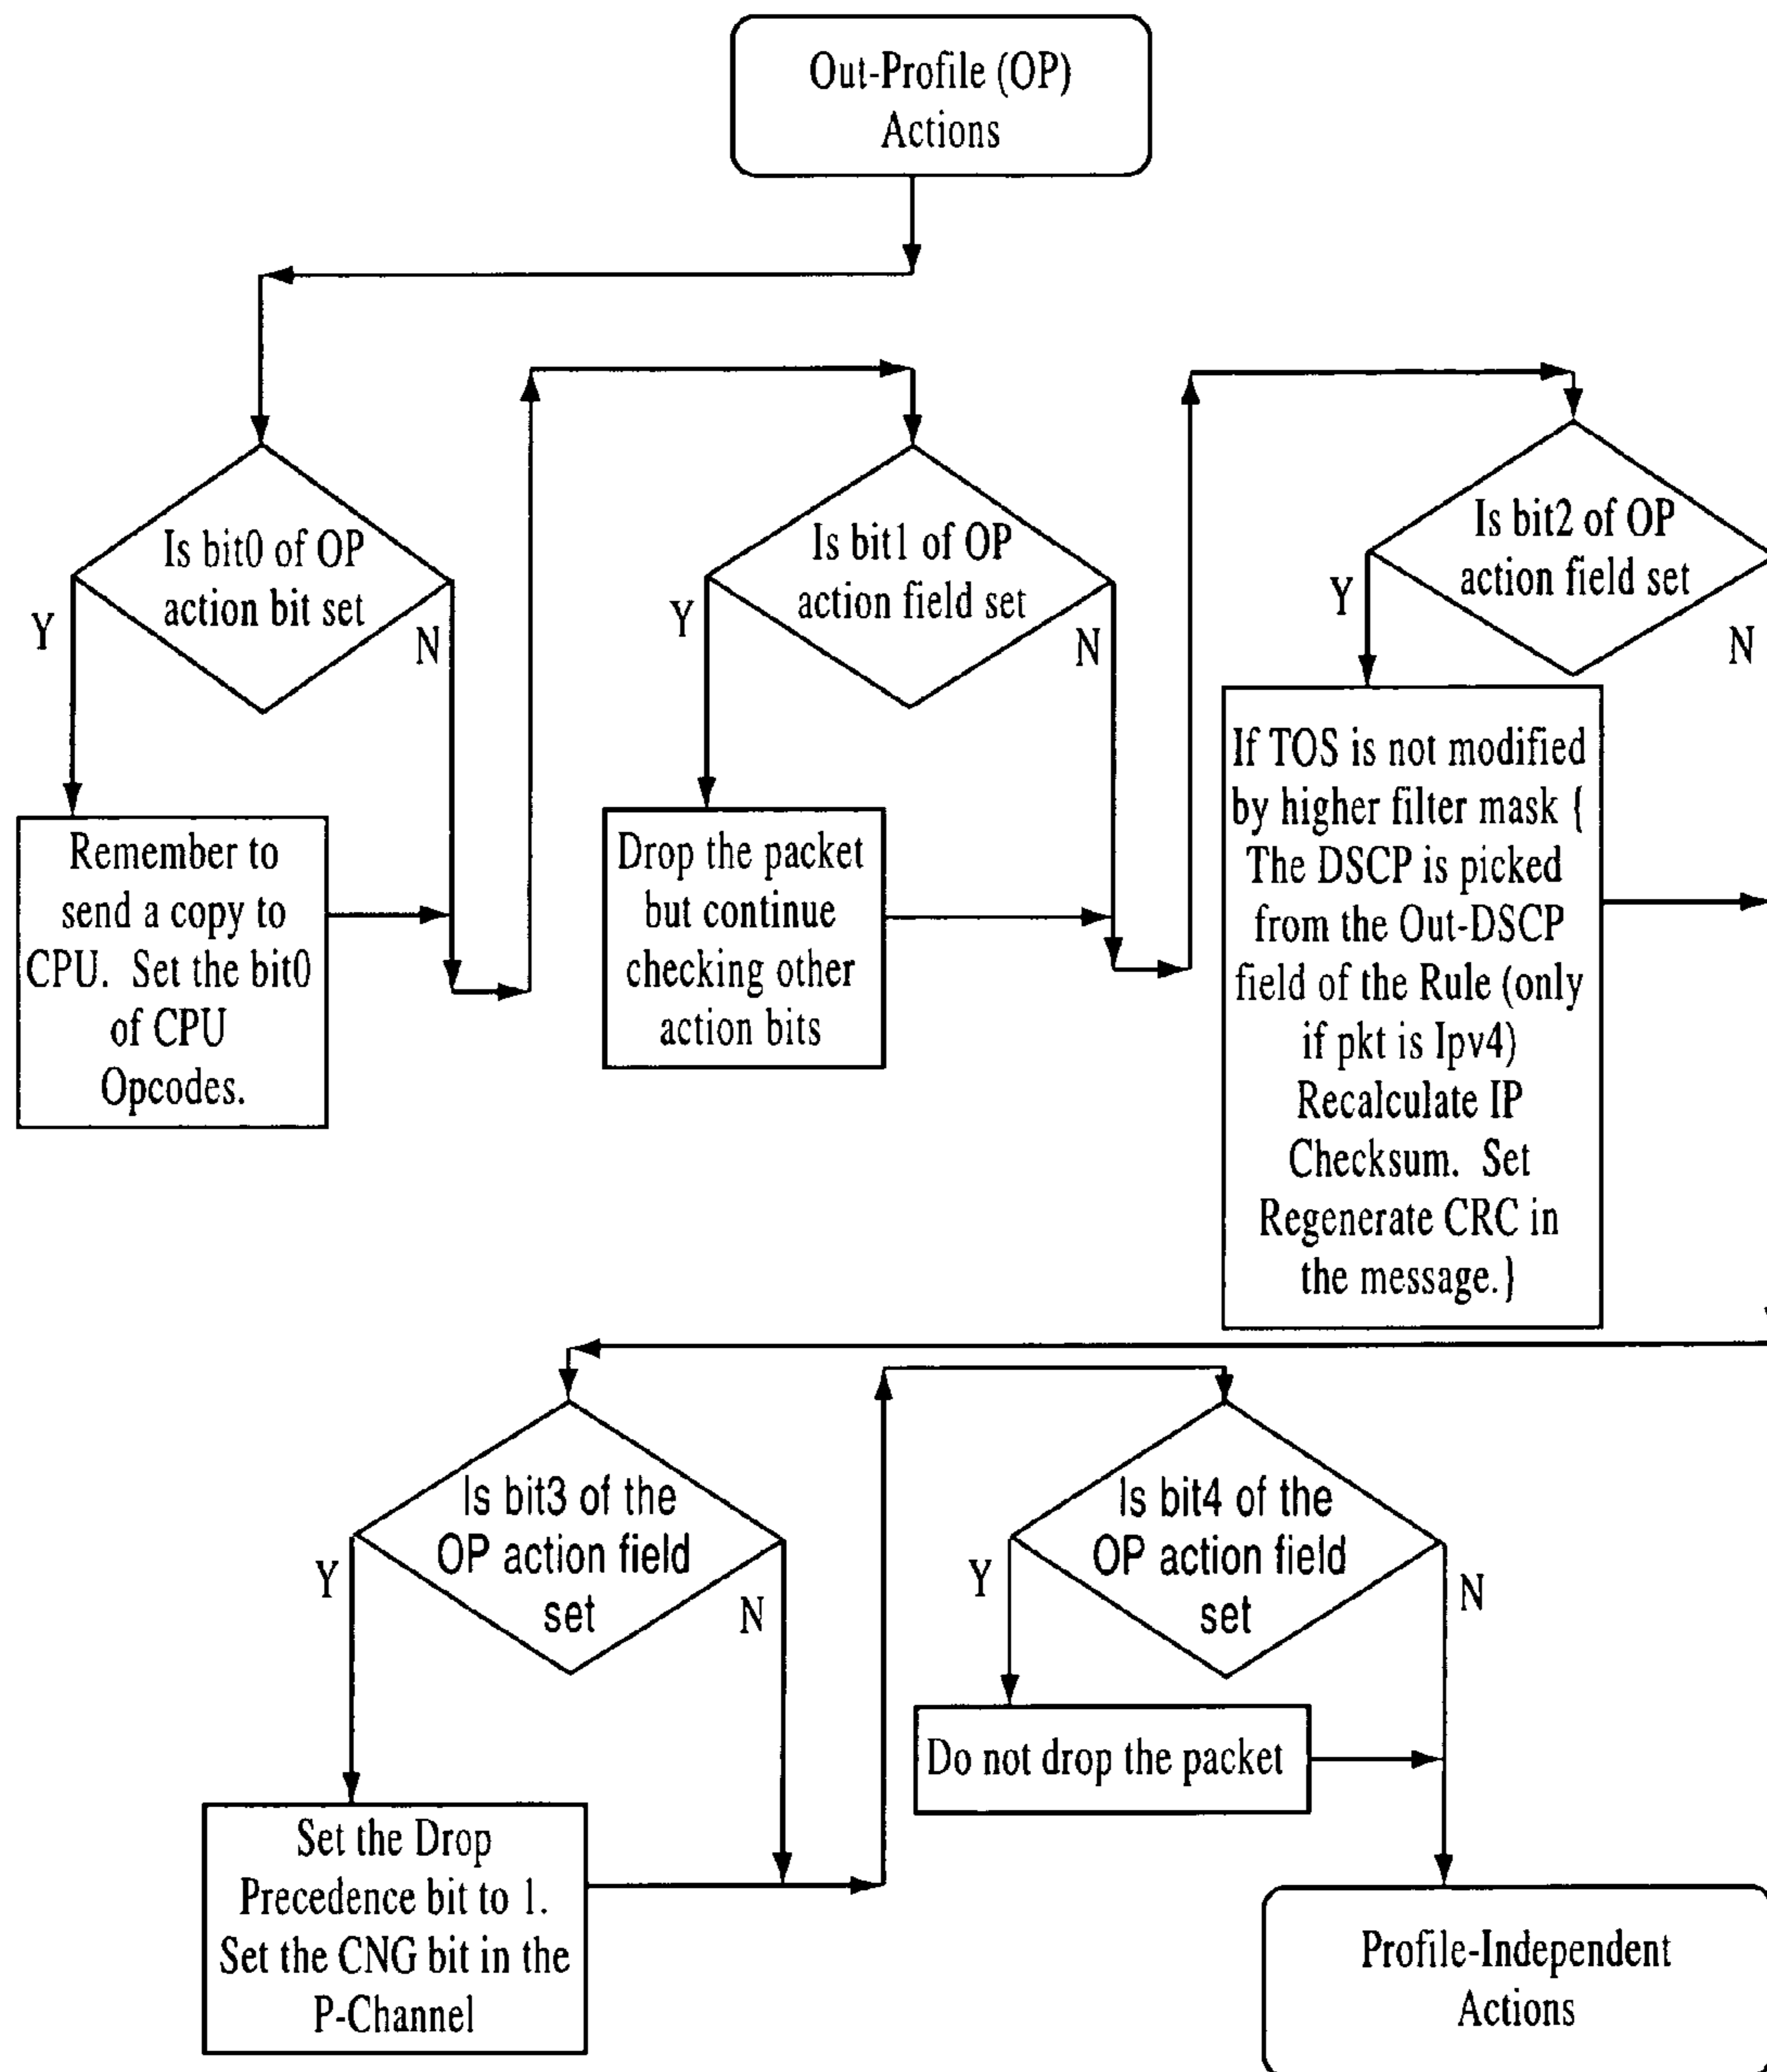 Out-Profile (OP)
Actions
Is bit0 of OP
action bit set
Y
N
Is bit1 of OP
action field set
Y
N
Is bit2 of OP
action field set
Y
N
Remember to
send a copy to
CPU. Set the bit0
of CPU
Opcodes.
Drop the packet
but continue
checking other
action bits
If TOS is not modified
by higher filter mask {
The DSCP is picked
from the Out-DSCP
field of the Rule (only
if pkt is Ipv4)
Recalculate IP
Checksum. Set
Regenerate CRC in
the message.}
Is bit3 of the
OP action field
set
Y
N
Is bit4 of the
OP action field
set
Y
N
Set the Drop
Precedence bit to 1.
Set the CNG bit in the
P-Channel
Do not drop the packet
Profile-Independent
Actions